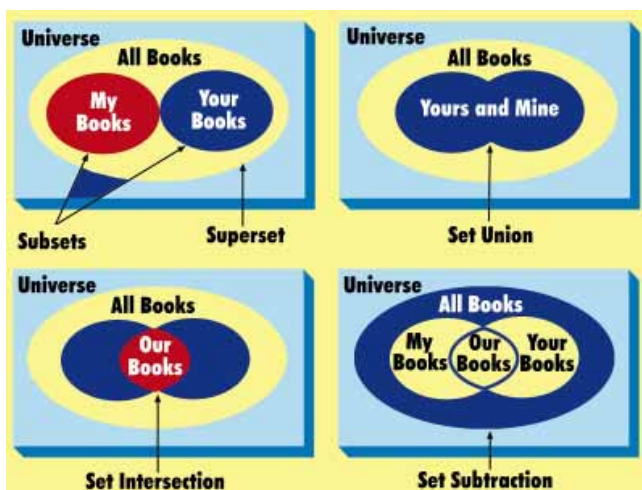 Universe
All Books
My
Books
Your
Books
Subsets
Superset
Universe
All Books
Yours and Mine
Set Union
Universe
All Books
Our
Books
Set Intersection
Universe
All Books
My
Books
Our
Books
Your
Books
Set Subtraction